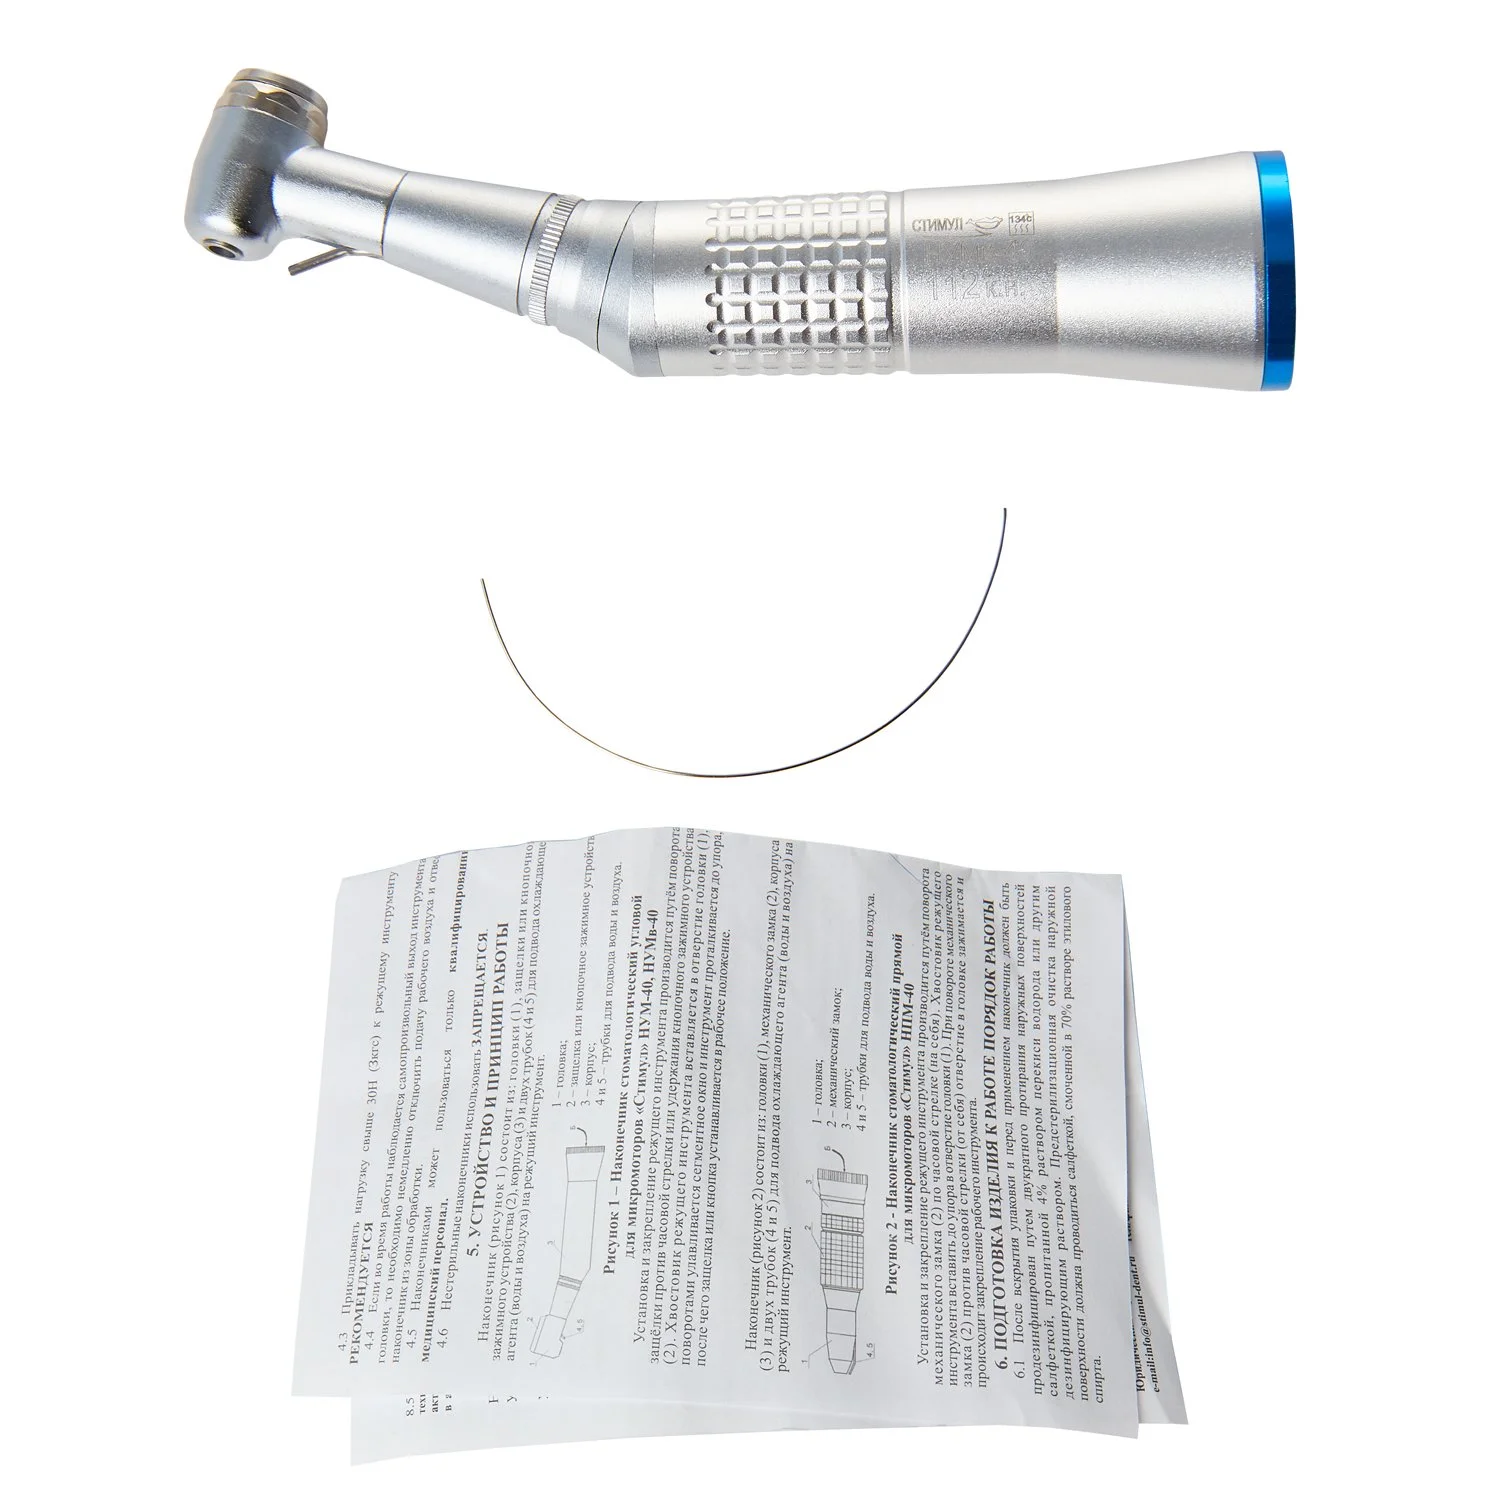 СТИМУЛ
134с
112 к.н.
4.3 Прикладывать нагрузку свыше 30Н (3кгс) к режущему инструменту
РЕКОМЕНДУЕТСЯ
4.4 Если во время работы наблюдается самопроизвольный выход инструмента
головки, то необходимо немедленно отключить подачу рабочего воздуха и
наконечник из зоны обработки.
4.5 Наконечниками может пользоваться только
медицинский персонал.
4.6 Нестерильные наконечники использовать ЗАПРЕЩАЕТСЯ.
5. УСТРОЙСТВО И ПРИНЦИП РАБОТЫ
Наконечник (рисунок 1) состоит из: головки (1), защелки или
зажимного устройства (2), корпуса (3) и двух трубок (4 и 5) для подвода
агента (воды и воздуха) на режущий инструмент.
1 – головка;
2 – защелка или кнопочное зажимное
3 – корпус;
4 и 5 – трубки для подвода воды и воздуха.
1
2
3
4,5
Рисунок 1 – Наконечник стоматологический угловой
для микромоторов «Стимул» НУМ-40, НУМв-40
Установка и закрепление режущего инструмента производится путём поворота
защёлки против часовой стрелки или удержания кнопочного зажимного устройства
(2). Хвостовик режущего инструмента вставляется в отверстие головки (1),
поворотами улавливается сегментное окно и инструмент проталкивается до упора,
после чего защелка или кнопка устанавливается в рабочее положение.
Наконечник (рисунок 2) состоит из: головки (1), механического замка (2), корпуса
(3) и двух трубок (4 и 5) для подвода охлаждающего агента (воды и воздуха) на
режущий инструмент.
1 – головка;
2 – механический замок;
3 – корпус;
4 и 5 – трубки для подвода воды и воздуха.
1
2
3
4,5
Рисунок 2 - Наконечник стоматологический прямой
для микромоторов «Стимул» НПМ-40
Установка и закрепление режущего инструмента производится путём поворота
механического замка (2) по часовой стрелке (на себя). Хвостовик режущего
инструмента вставить до упора в отверстие головки (1). При повороте механического
замка (2) против часовой стрелки (от себя) отверстие в головке зажимается и
происходит закрепление рабочего инструмента.
6. ПОДГОТОВКА ИЗДЕЛИЯ К РАБОТЕ ПОРЯДОК РАБОТЫ
6.1 После вскрытия упаковки и перед применением наконечник должен быть
продезинфицирован путем двукратного протирания наружных поверхностей
салфеткой, пропитанной 4% раствором перекиси водорода или другим
дезинфицирующим раствором. Предстерилизационная очистка наружной
поверхности должна проводиться салфеткой, смоченной в 70% растворе этилового
спирта.
8.5
e-mail:info@stimul-dent.ru